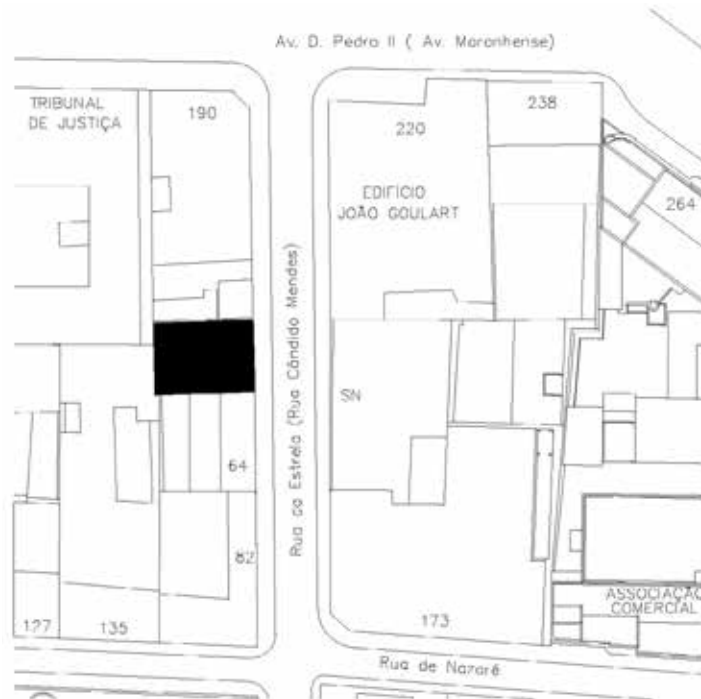 Av. D. Pedro II ( Av. Maranhense)
TRIBUNAL
DE JUSTIÇA
190
220
238
EDIFÍCIO
JOÃO GOULART
264
Rua da Estrela (Rua Cândido Mendes)
SN
64
82
127
135
173
ASSOCIAÇÃO
COMERCIAL
Rua de Nazaré